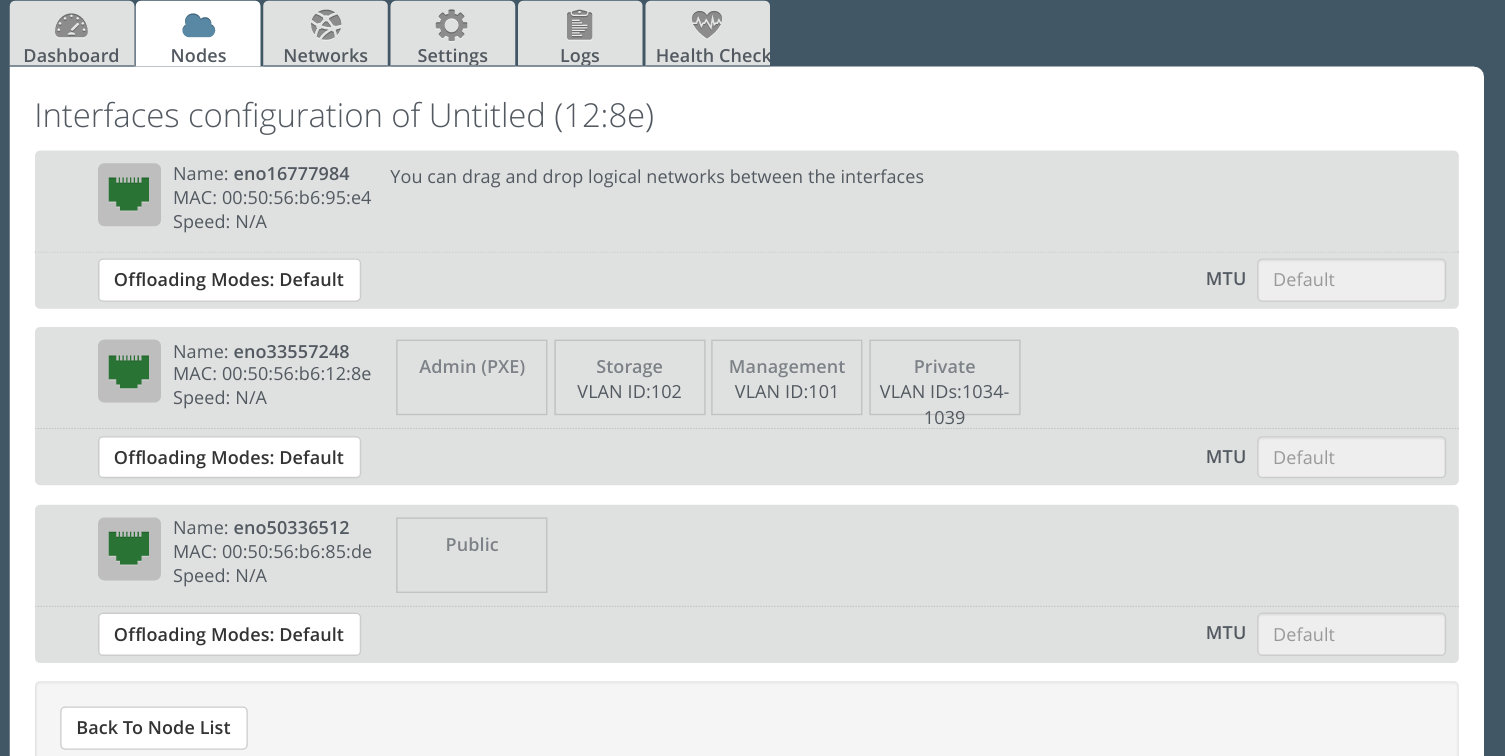 Dashboard
Nodes
Networks
Settings
Logs
Health Check
Interfaces configuration of Untitled (12:8e)
Name: eno16777984
MAC: 00:50:56:b6:95:e4
Speed: N/A
You can drag and drop logical networks between the interfaces
Offloading Modes: Default
MTU
Default
Name: eno33557248
MAC: 00:50:56:b6:12:8e
Speed: N/A
Admin (PXE)
Storage
VLAN ID:102
Management
VLAN ID:101
Private
VLAN IDs:1034-
1039
Offloading Modes: Default
MTU
Default
Name: eno50336512
MAC: 00:50:56:b6:85:de
Speed: N/A
Public
Offloading Modes: Default
MTU
Default
Back To Node List